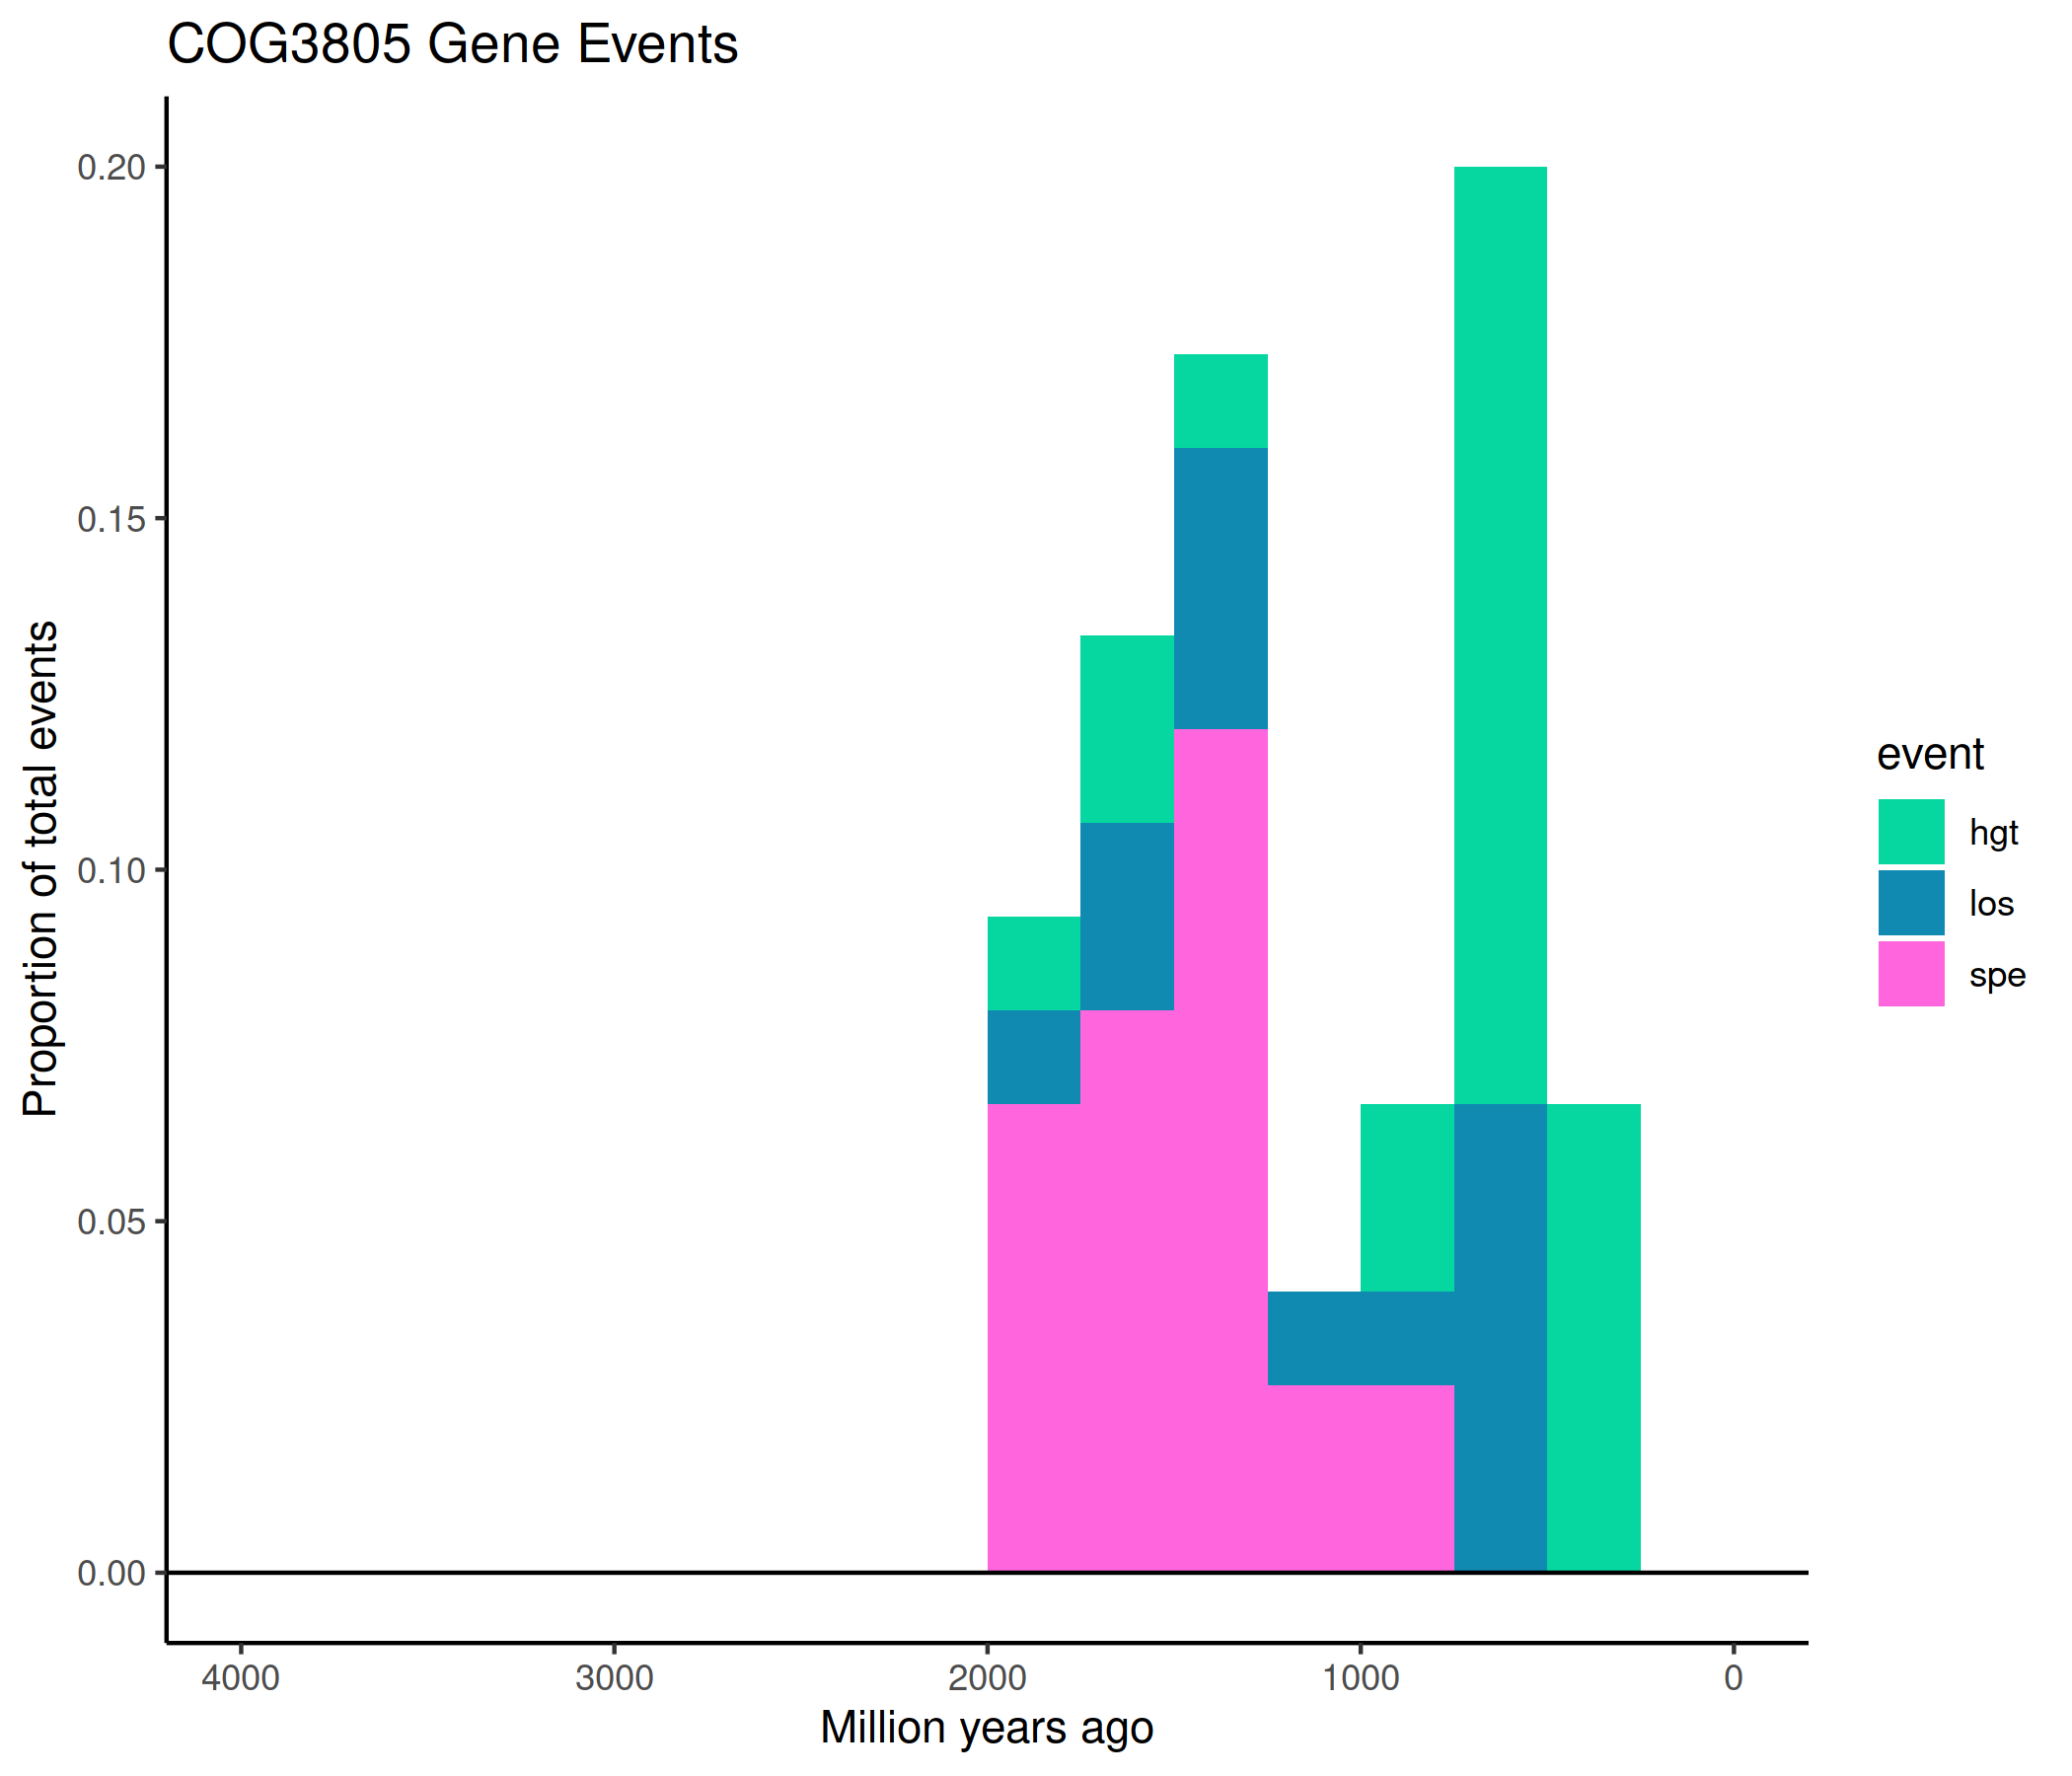 COG3805 Gene Events
Proportion of total events
0.20
0.15
0.10
0.05
0.00
4000 3000 2000 1000 0
Million years ago
event
hgt
los
spe